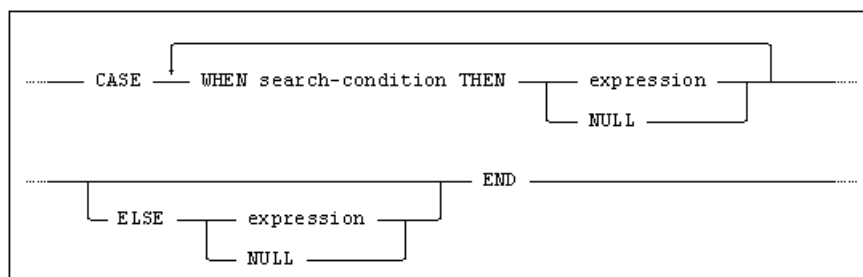 CASE WHEN search-condition THEN expression
NULL
END
ELSE expression
NULL